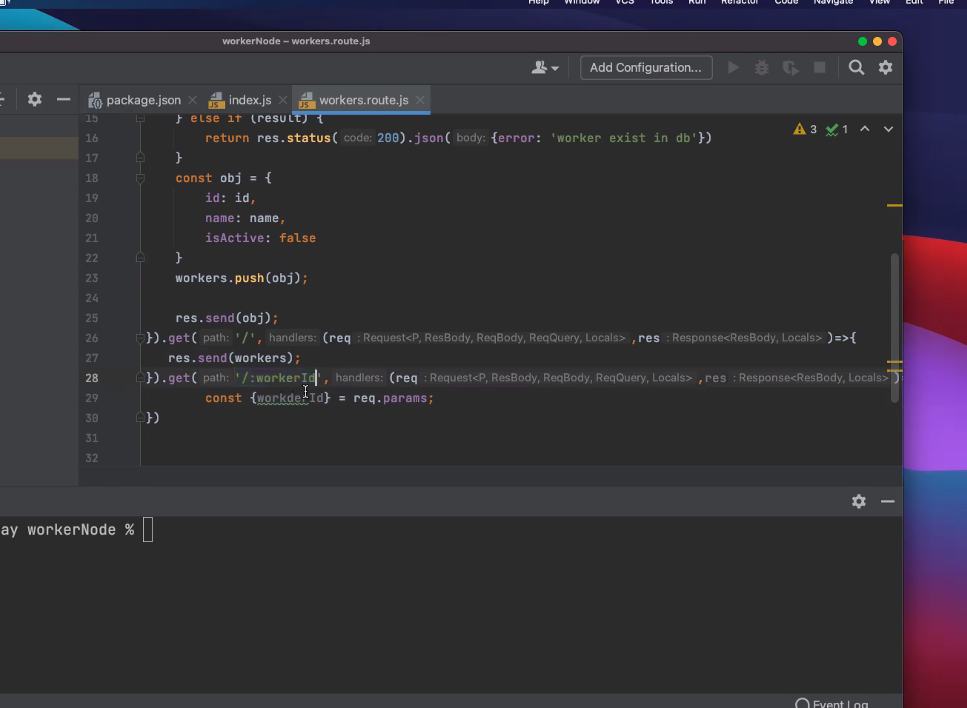 Help Window VCS Tools Run Refactor Code Navigate View Edit File
workerNode – workers.route.js
Add Configuration...
package.json index.js workers.route.js
15 } else if (result) {
16 return res.status( code: 200).json( body: {error: 'worker exist in db'})
3 1
17 }
18 const obj = {
19 id: id,
20 name: name,
21 isActive: false
22 }
23 workers.push(obj);
24
25 res.send(obj);
26 }).get( path: '/', handlers: (req : Request<P, ResBody, ReqBody, ReqQuery, Locals> ,res : Response<ResBody, Locals> )=>{
27 res.send(workers);
28 }).get( path: '/:workerId', handlers: (req : Request<P, ResBody, ReqBody, ReqQuery, Locals> ,res : Response<ResBody, Locals> )
29 const {workderId} = req.params;
30 })
31
32
ay workerNode %
Event Log